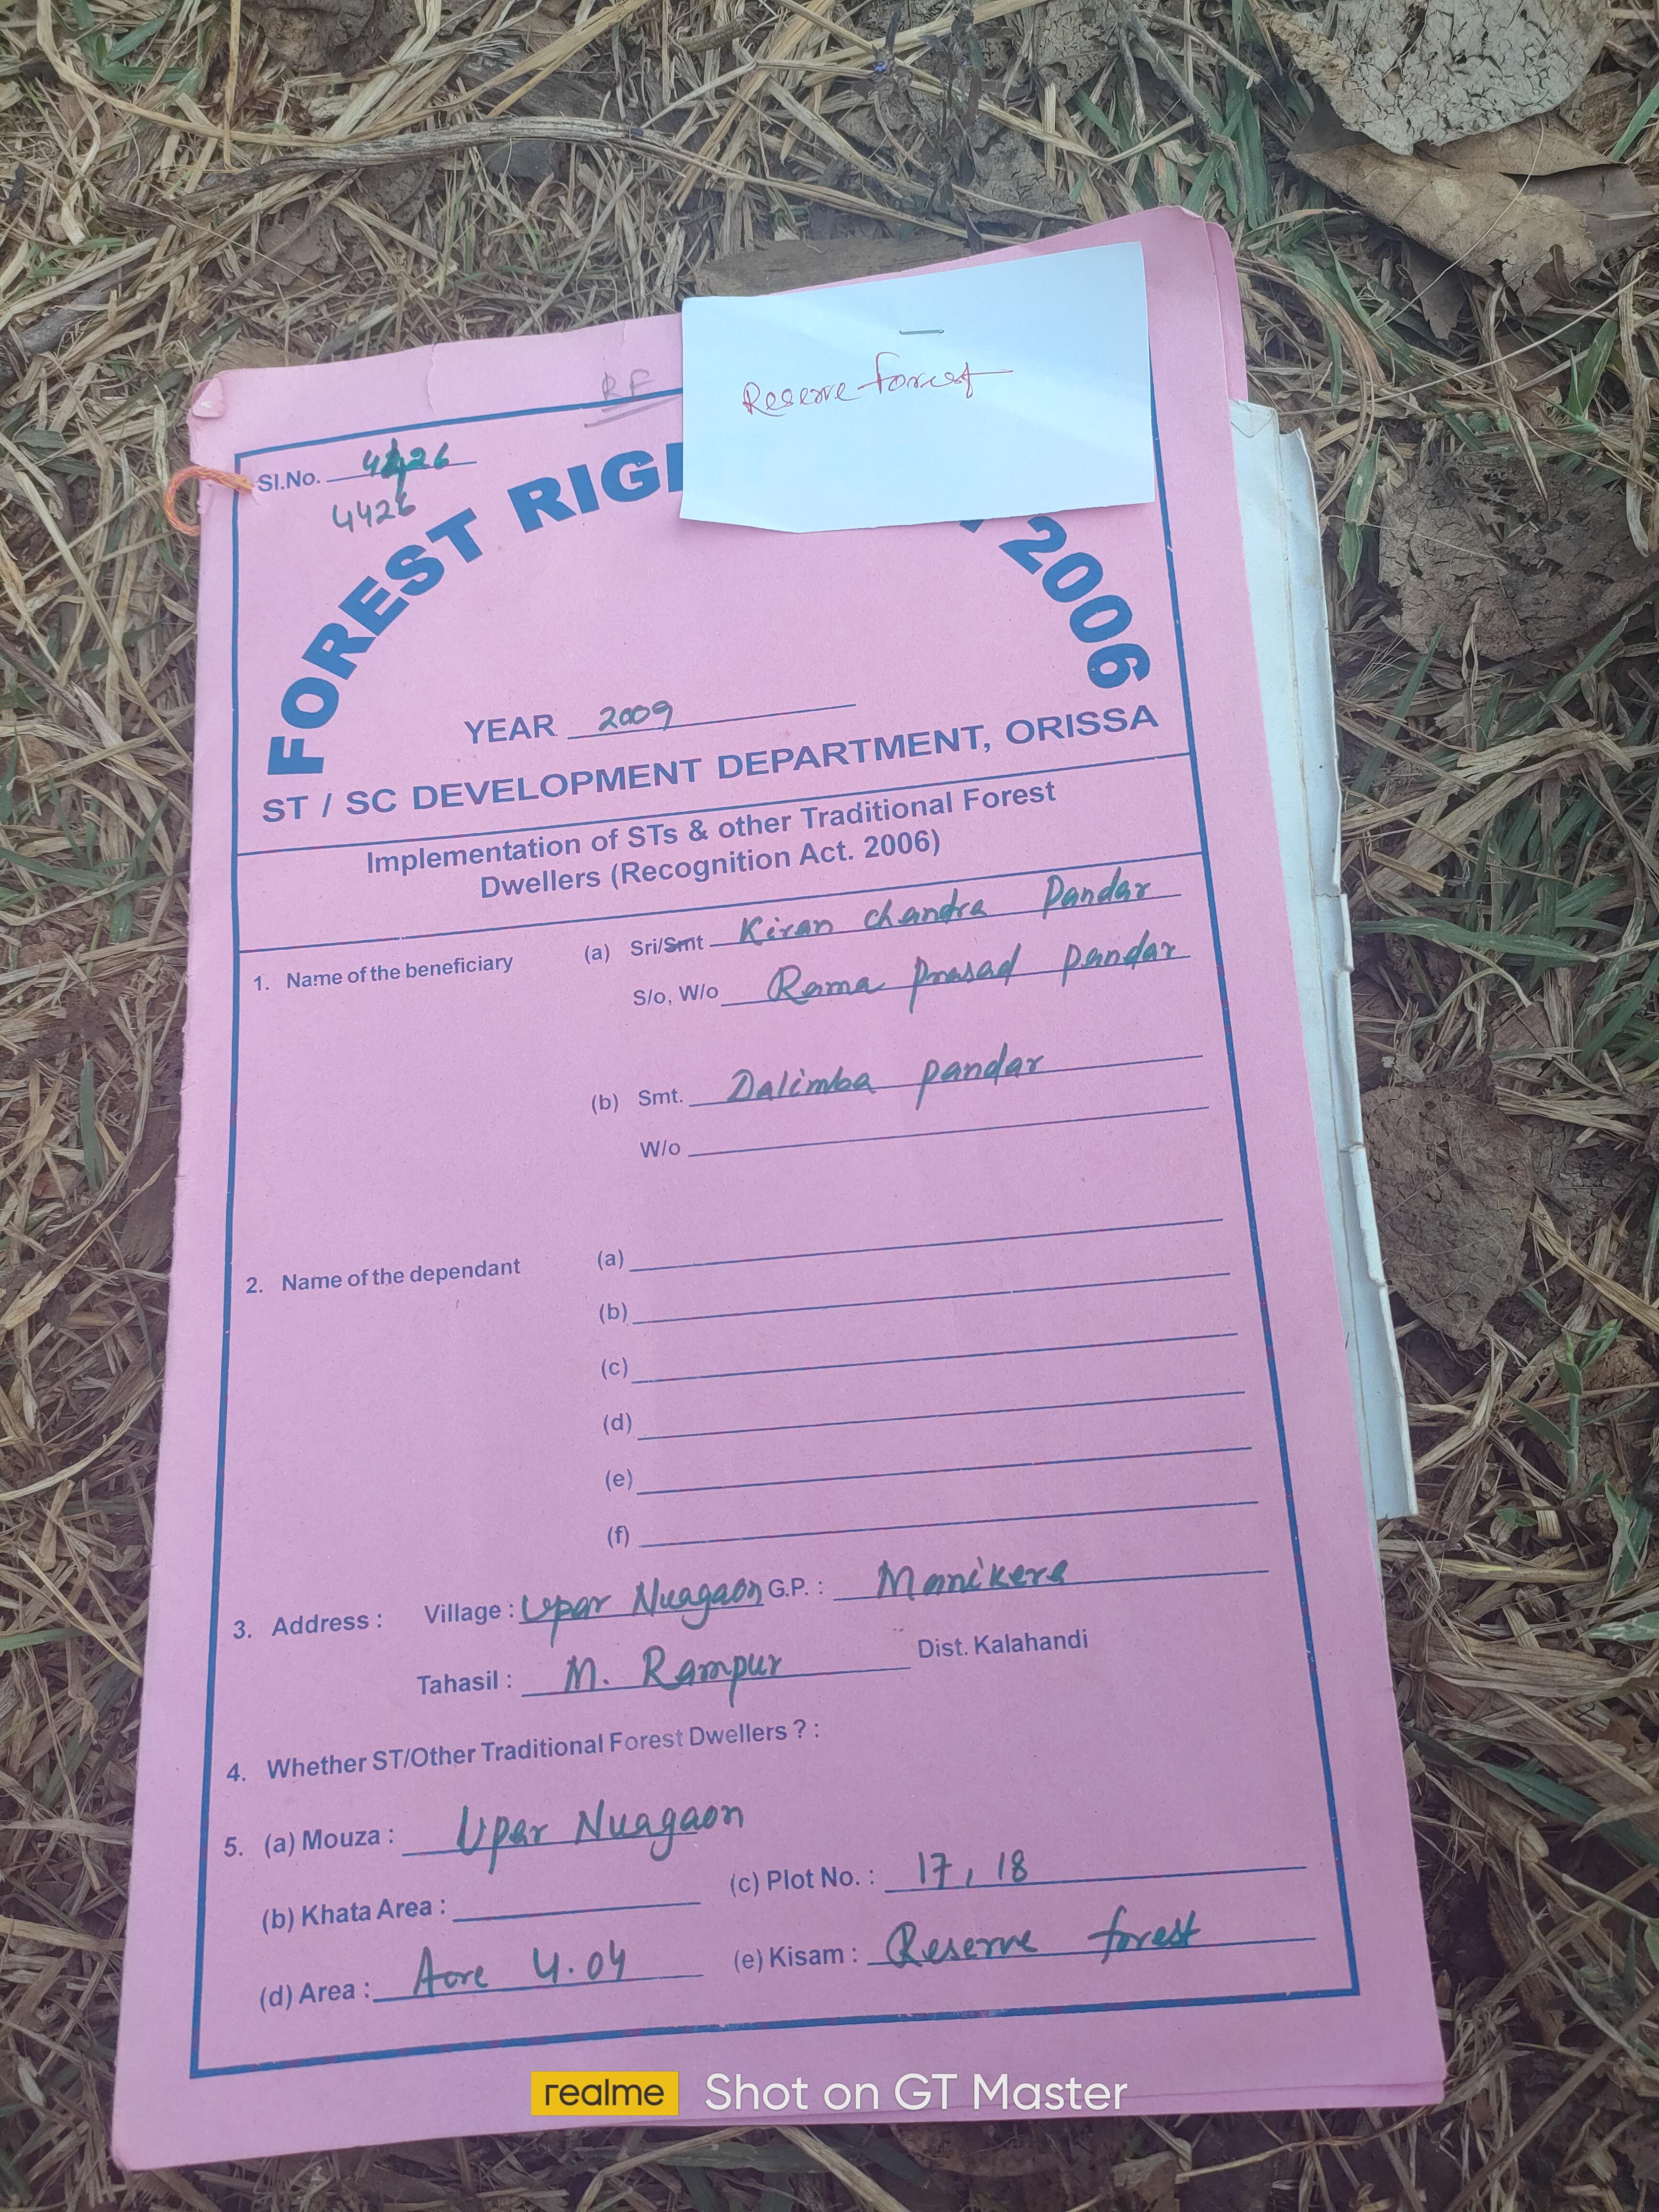 Reserve forest
RF
Sl.No. 4426
4426
FOREST RIG 2006
YEAR 2009
ST / SC DEVELOPMENT DEPARTMENT, ORISSA
Implementation of STs & other Traditional Forest
Dwellers (Recognition Act. 2006)
1. Name of the beneficiary (a) Sri/Smt Kiran chandra Pandar
S/o, W/o Rama prasad pandar
(b) Smt. Dalimba pandar
W/o
2. Name of the dependant (a)
(b)
(c)
(d)
(e)
(f)
3. Address : Village : Upar Nuagaon G.P. : Manikera
Tahasil : M. Rampur Dist. Kalahandi
4. Whether ST/Other Traditional Forest Dwellers ? :
5. (a) Mouza : Upar Nuagaon
(b) Khata Area : (c) Plot No. : 17, 18
(d) Area : Acre 4.04 (e) Kisam : Reserve forest
realme Shot on GT Master